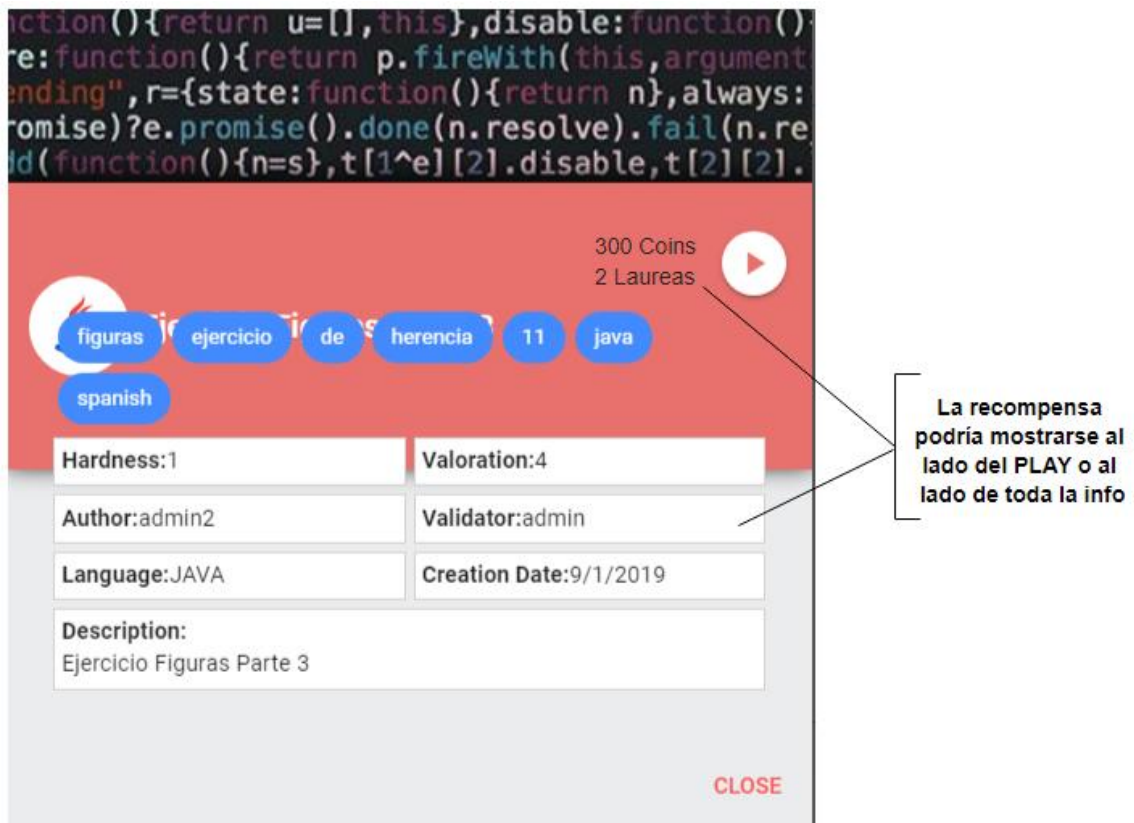 nction(){return u=[],this},disable:function()
re:function(){return p.fireWith(this,argument
ending",r={state:function(){return n},always:
romise)?e.promise().done(n.resolve).fail(n.re
dd(function(){n=s},t[1^e][2].disable,t[2][2].
300 Coins
2 Laureas
figuras ejercicio de herencia 11 java
spanish
Hardness:1 Valoration:4
Author:admin2 Validator:admin
Language:JAVA Creation Date:9/1/2019
Description:
Ejercicio Figuras Parte 3
CLOSE
La recompensa
podría mostrarse al
lado del PLAY o al
lado de toda la info